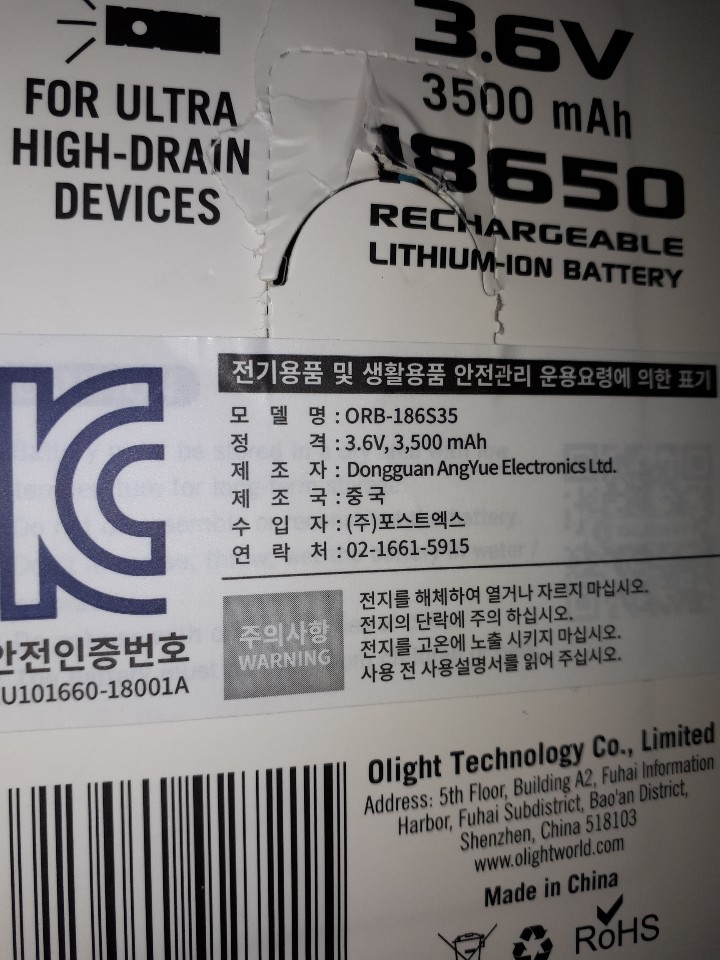 FOR ULTRA
HIGH-DRAIN
DEVICES
3.6V
3500 mAh
18650
RECHARGEABLE
LITHIUM-ION BATTERY
전기용품 및 생활용품 안전관리 운용요령에 의한 표기
모 델 명 : ORB-186S35
정 격 : 3.6V, 3,500 mAh
제 조 자 : Dongguan AngYue Electronics Ltd.
제 조 국 : 중국
수 입 자 : (주)포스트엑스
연 락 처 : 02-1661-5915
안전인증번호
U101660-18001A
주의사항
WARNING
전지를 해체하여 열거나 자르지 마십시오.
전지의 단락에 주의 하십시오.
전지를 고온에 노출 시키지 마십시오.
사용 전 사용설명서를 읽어 주십시오.
Olight Technology Co., Limited
Address: 5th Floor, Building A2, Fuhai Information
Harbor, Fuhai Subdistrict, Bao'an District,
Shenzhen, China 518103
www.olightworld.com
Made in China
RoHS